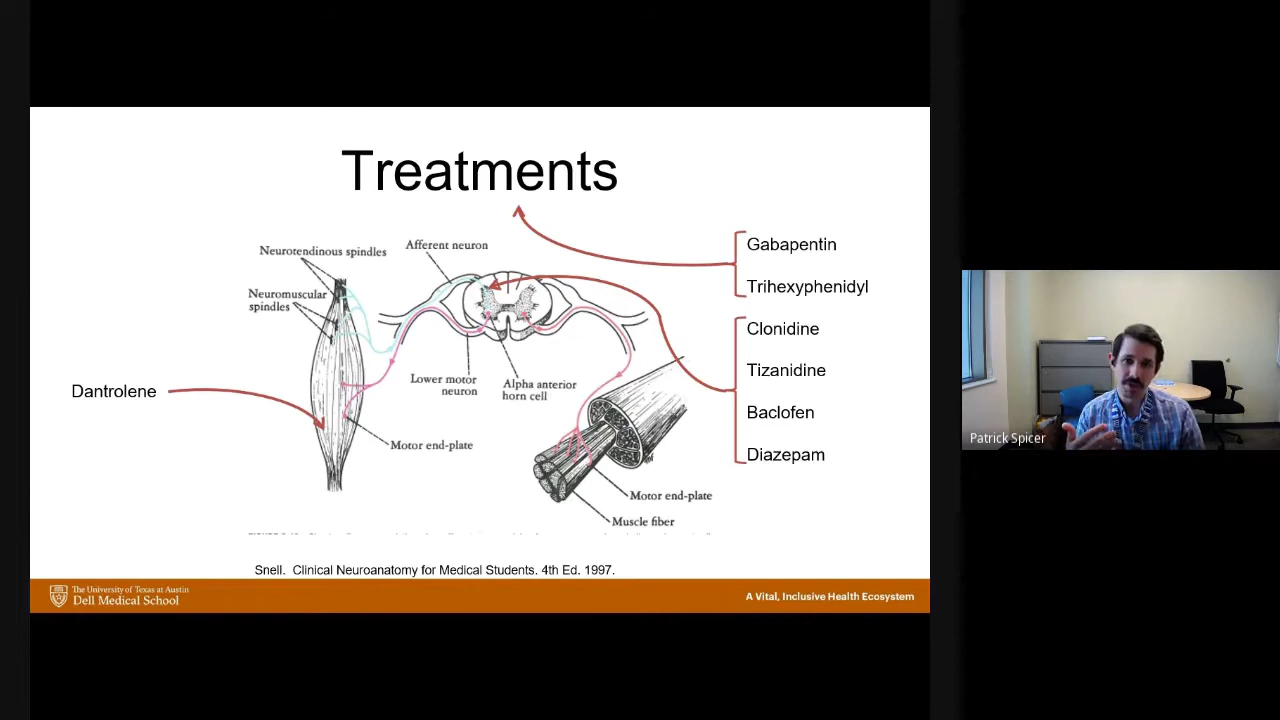 Treatments
Neurotendinous spindles
Afferent neuron
Neuromuscular
spindles
Lower motor
neuron
Alpha anterior
horn cell
Motor end-plate
Motor end-plate
Muscle fiber
Dantrolene
Gabapentin
Trihexyphenidyl
Clonidine
Tizanidine
Baclofen
Diazepam
Snell. Clinical Neuroanatomy for Medical Students. 4th Ed. 1997.
The University of Texas at Austin
Dell Medical School
A Vital, Inclusive Health Ecosystem
Patrick Spicer